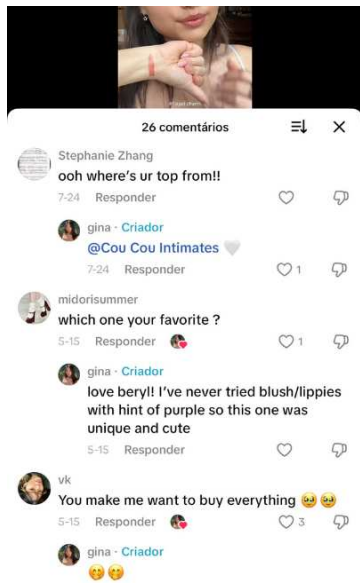 26 comentários
Stephanie Zhang
ooh where's ur top from!!
7-24 Responder
gina · Criador
@Cou Cou Intimates 🤍
7-24 Responder 1
midorisummer
which one your favorite ?
5-15 Responder 1
gina · Criador
love beryl! I've never tried blush/lippies
with hint of purple so this one was
unique and cute
5-15 Responder
vk
You make me want to buy everything 🥹🥹
5-15 Responder 3
gina · Criador
🤭🤭